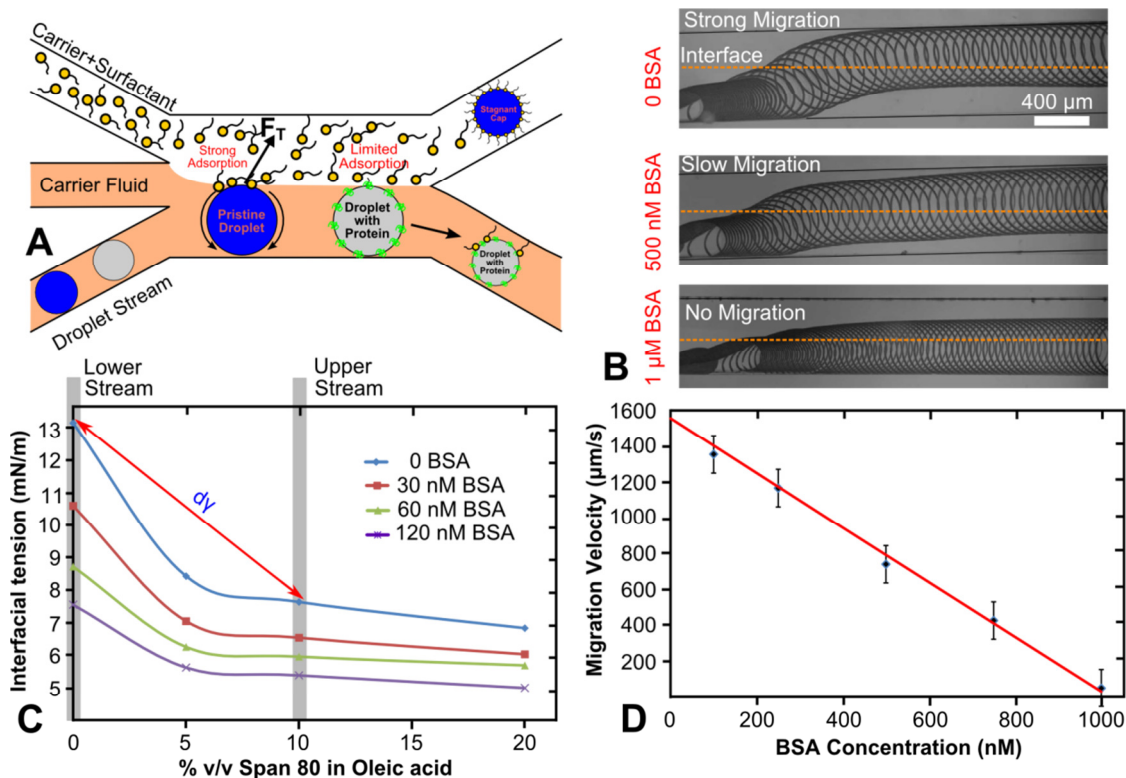 Carrier+Surfactant
Strong
Adsorption
F_T
Limited
Adsorption
Stagnant
Cap
Carrier Fluid
Pristine
Droplet
Droplet
with
Protein
Droplet
with
Protein
A
Droplet Stream
0 BSA
Strong Migration
Interface
400 µm
500 nM BSA
Slow Migration
1 µM BSA
No Migration
B
Lower
Stream
Upper
Stream
Interfacial tension (mN/m)
13
12
11
10
9
8
7
6
5
dγ
0 BSA
30 nM BSA
60 nM BSA
120 nM BSA
C
0
5
10
15
20
% v/v Span 80 in Oleic acid
Migration Velocity (µm/s)
1600
1400
1200
1000
800
600
400
200
D
0
200
400
600
800
1000
BSA Concentration (nM)